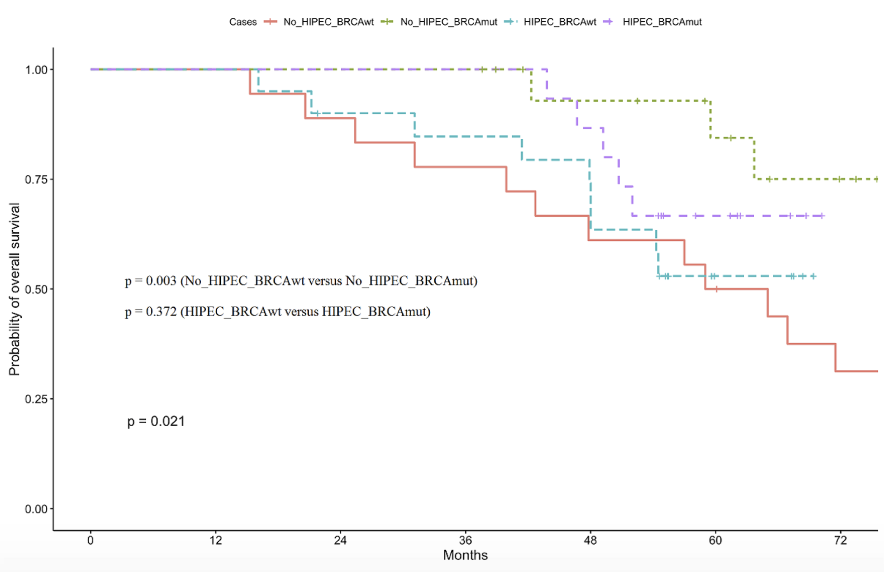 Cases No_HIPEC_BRCAwt No_HIPEC_BRCAmut HIPEC_BRCAwt HIPEC_BRCAmut
1.00
0.75
0.50
0.25
0.00
Probability of overall survival
p = 0.003 (No_HIPEC_BRCAwt versus No_HIPEC_BRCAmut)
p = 0.372 (HIPEC_BRCAwt versus HIPEC_BRCAmut)
p = 0.021
0 12 24 36 48 60 72
Months